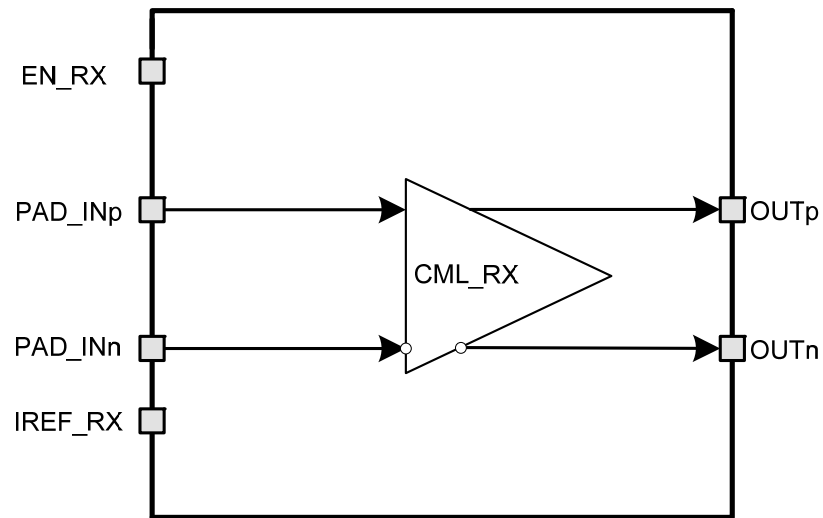 EN_RX
PAD_INp
OUTp
CML_RX
PAD_INn
OUTn
IREF_RX